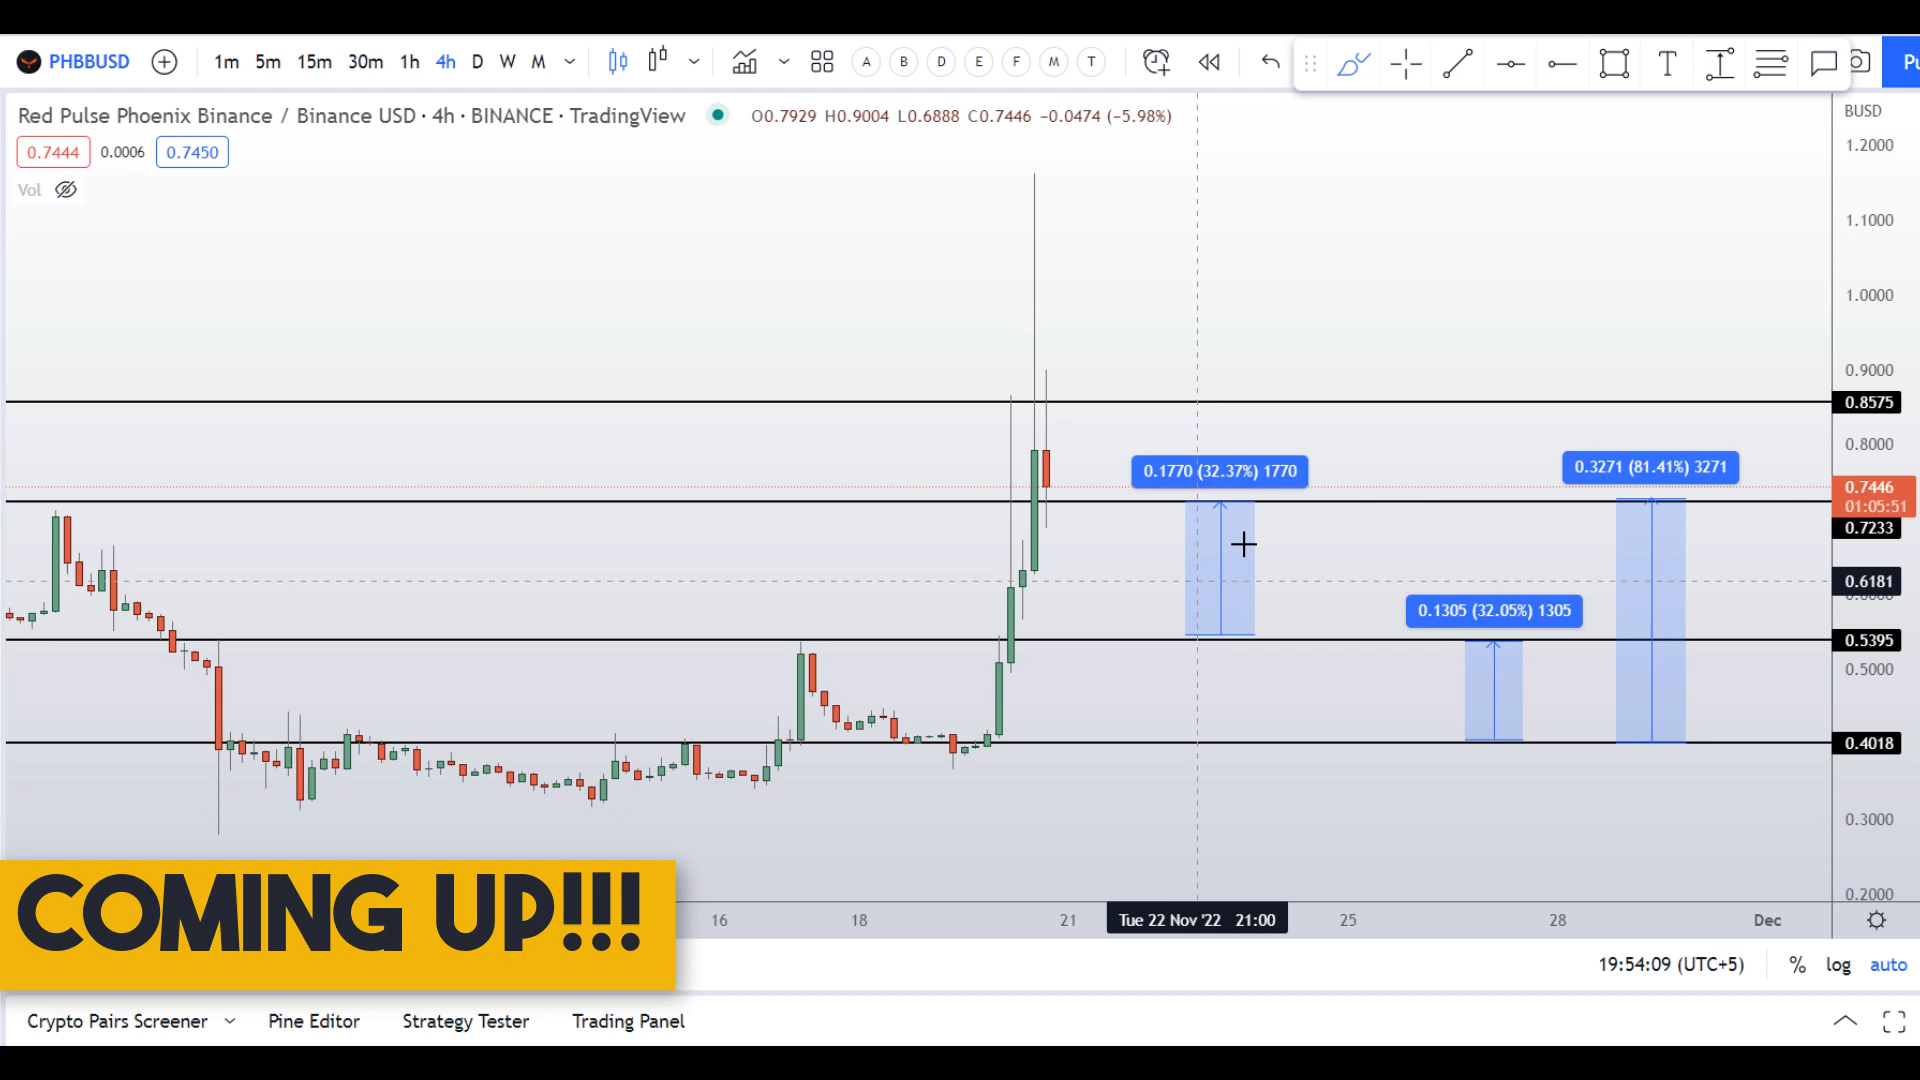 PHBBUSD 1m 5m 15m 30m 1h 4h D W M A B D E F M T Pu
Red Pulse Phoenix Binance / Binance USD · 4h · BINANCE · TradingView O0.7929 H0.9004 L0.6888 C0.7446 −0.0474 (−5.98%)
BUSD
0.7444 0.0006 0.7450
Vol
1.2000
1.1000
1.0000
0.9000
0.8575
0.8000
0.1770 (32.37%) 1770
0.3271 (81.41%) 3271
0.7446
01:05:51
0.7233
0.6181
0.1305 (32.05%) 1305
0.5395
0.5000
0.4018
0.3000
0.2000
COMING UP!!!
16 18 21 Tue 22 Nov '22 21:00 25 28 Dec
19:54:09 (UTC+5) % log auto
Crypto Pairs Screener Pine Editor Strategy Tester Trading Panel